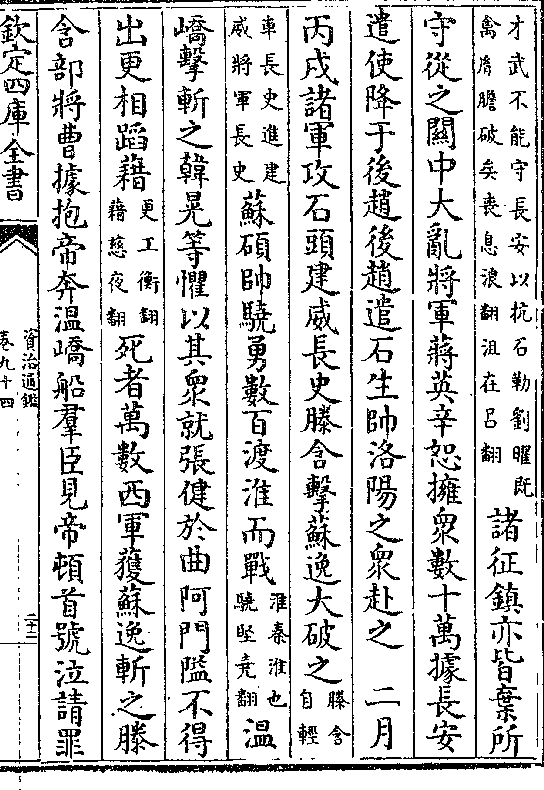 才武不能守長安以抗石勒劉曜既
禽膽破矣喪息浪翻沮在呂翻
諸征鎮亦皆棄所
守從之關中大亂將軍蔣英辛恕擁衆數十萬據長安
遣使降于後趙後趙遣石生帥洛陽之衆赴之 二月
丙戌諸軍攻石頭建威長史滕含擊蘇逸大破之
滕含自輕
車長史進建
威將軍長史
蘇碩帥驍勇數百渡淮而戰
淮秦淮也
驍堅堯翻
温
嶠擊斬之韓晃等懼以其衆就張健於曲阿門隘不得
出更相蹈藉
更工衡翻
藉慈夜翻
死者萬數西軍獲蘇逸斬之滕
含部將曹據抱帝奔温嶠船羣臣見帝頓首號泣請罪
欽定四庫全書
資治通鑑
卷九十四
二十一